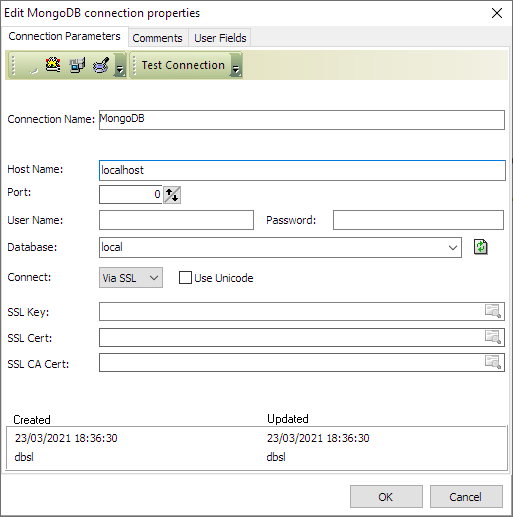 Edit MongoDB connection properties
Connection Parameters Comments User Fields
Test Connection
Connection Name: MongoDB
Host Name: localhost
Port: 0
User Name: Password:
Database: local
Connect: Via SSL Use Unicode
SSL Key:
SSL Cert:
SSL CA Cert:
Created Updated
23/03/2021 18:36:30 23/03/2021 18:36:30
dbsl dbsl
OK Cancel